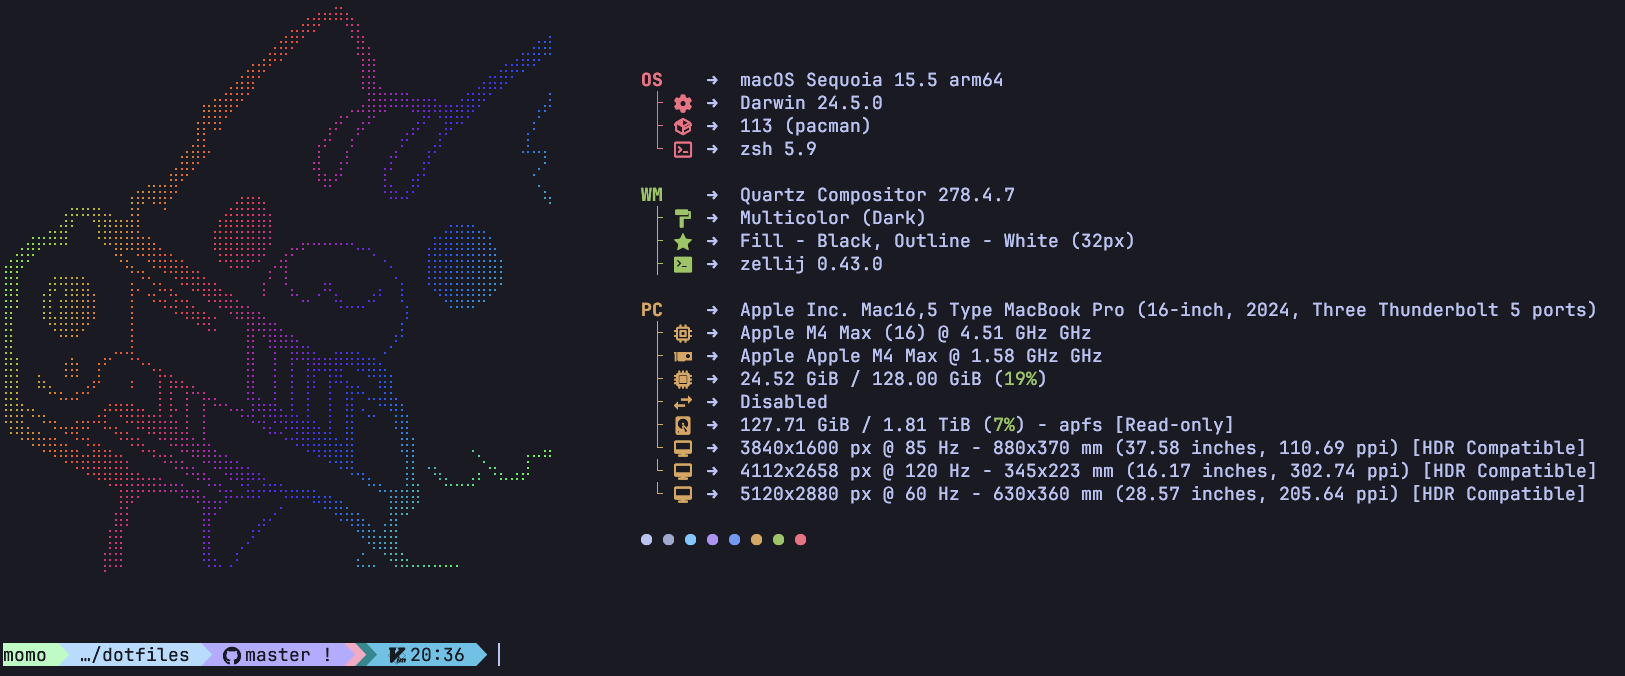 OS → macOS Sequoia 15.5 arm64
→ Darwin 24.5.0
→ 113 (pacman)
→ zsh 5.9
WM → Quartz Compositor 278.4.7
→ Multicolor (Dark)
→ Fill - Black, Outline - White (32px)
→ zellij 0.43.0
PC → Apple Inc. Mac16,5 Type MacBook Pro (16-inch, 2024, Three Thunderbolt 5 ports)
→ Apple M4 Max (16) @ 4.51 GHz GHz
→ Apple Apple M4 Max @ 1.58 GHz GHz
→ 24.52 GiB / 128.00 GiB (19%)
→ Disabled
→ 127.71 GiB / 1.81 TiB (7%) - apfs [Read-only]
→ 3840x1600 px @ 85 Hz - 880x370 mm (37.58 inches, 110.69 ppi) [HDR Compatible]
→ 4112x2658 px @ 120 Hz - 345x223 mm (16.17 inches, 302.74 ppi) [HDR Compatible]
→ 5120x2880 px @ 60 Hz - 630x360 mm (28.57 inches, 205.64 ppi) [HDR Compatible]
momo …/dotfiles master ! 20:36